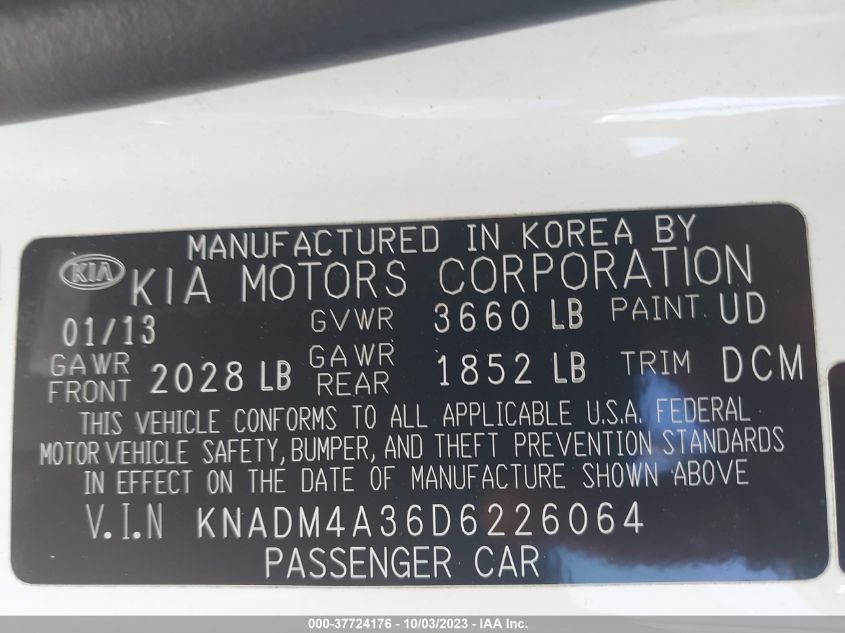 MANUFACTURED IN KOREA BY
KIA KIA MOTORS CORPORATION
01/13 GVWR 3660 LB PAINT. UD
GAWR FRONT 2028 LB GAWR REAR 1852 LB TRIM DCM
THIS VEHICLE CONFORMS TO ALL APPLICABLE U.S.A. FEDERAL
MOTOR VEHICLE SAFETY, BUMPER, AND THEFT PREVENTION STANDARDS
IN EFFECT ON THE DATE OF MANUFACTURE SHOWN ABOVE
V.I.N KNADM4A36D6226064
PASSENGER CAR
000-37724176 - 10/03/2023 - IAA Inc.